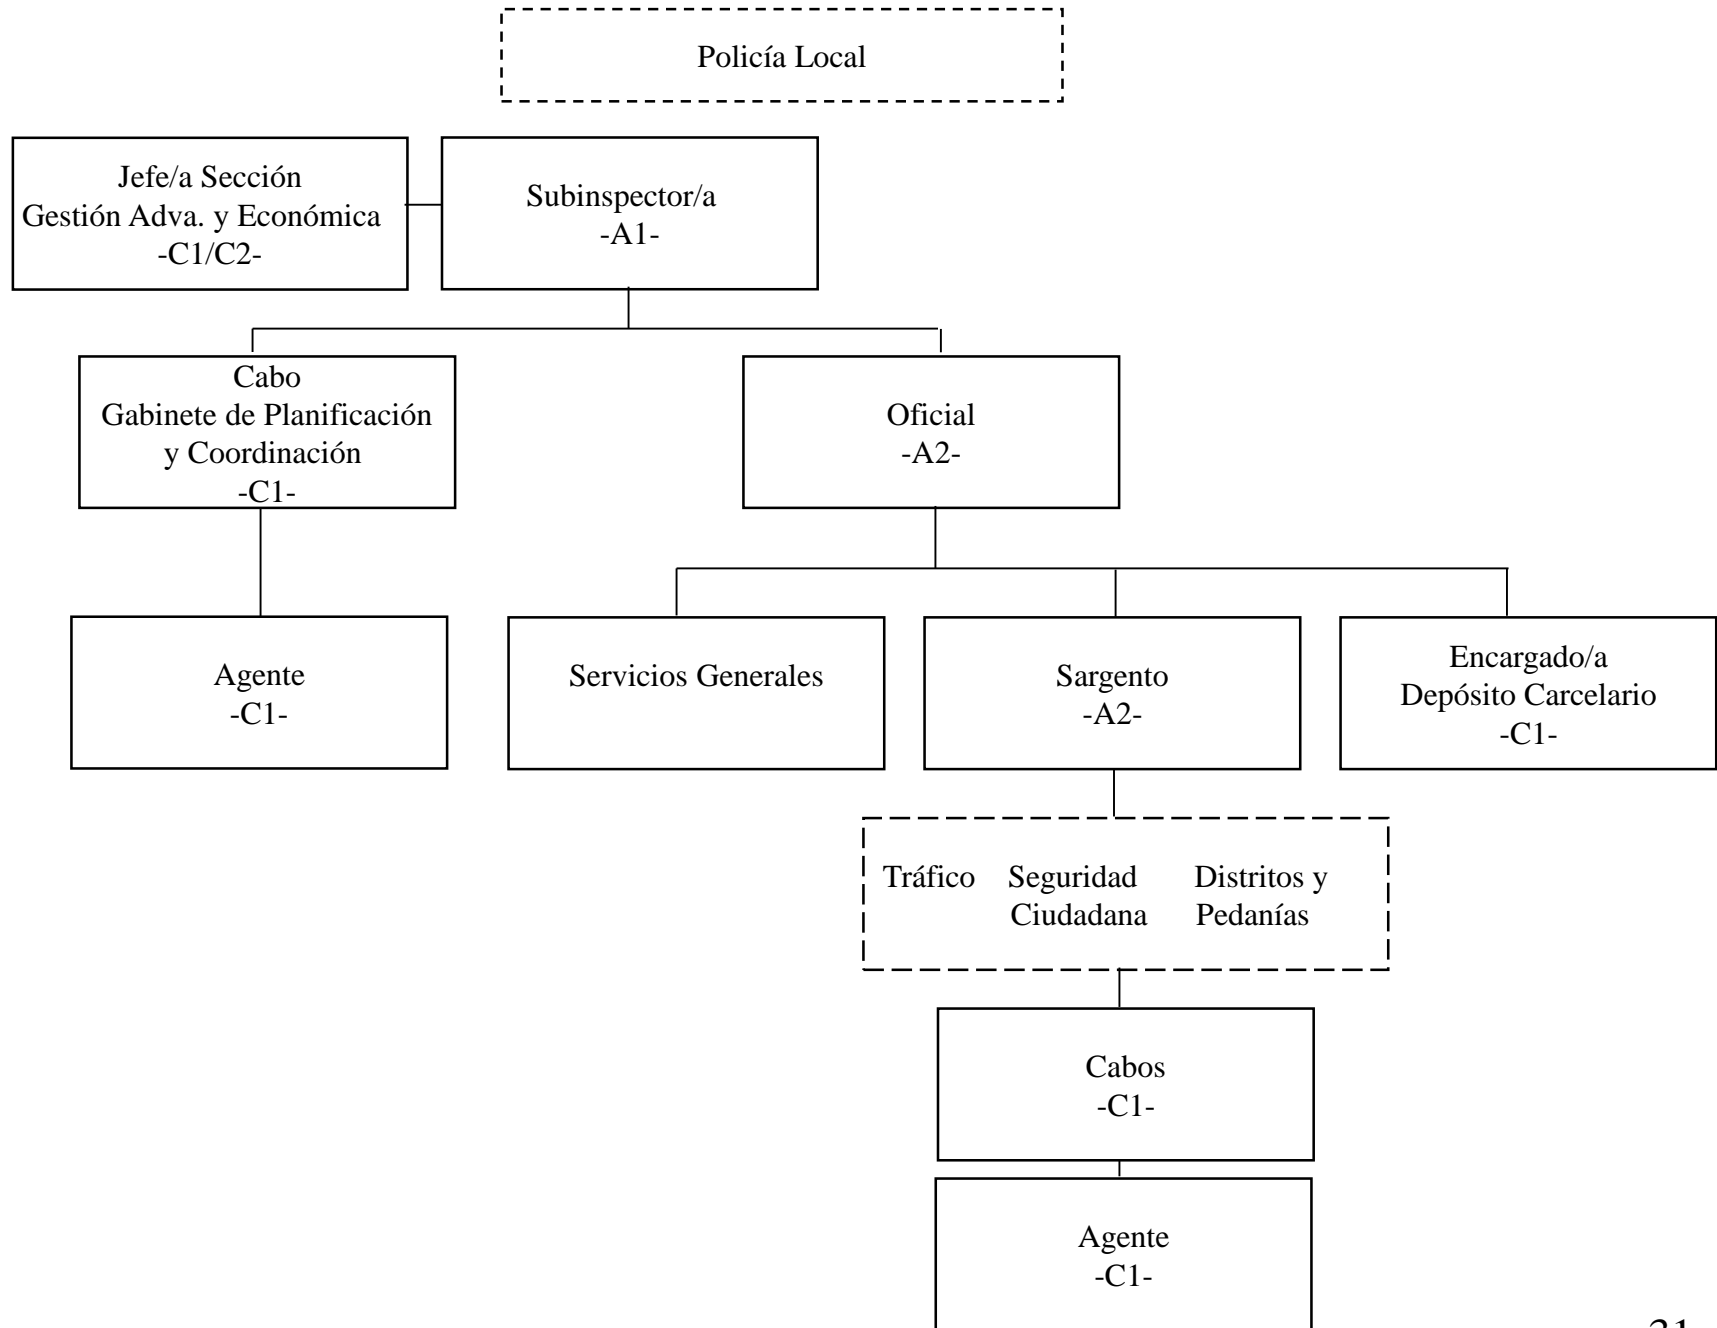 Policía Local
Jefe/a Sección
Gestión Adva. y Económica
-C1/C2-
Subinspector/a
-A1-
Cabo
Gabinete de Planificación
y Coordinación
-C1-
Oficial
-A2-
Agente
-C1-
Servicios Generales
Sargento
-A2-
Encargado/a
Depósito Carcelario
-C1-
Tráfico Seguridad Distritos y
Ciudadana Pedanías
Cabos
-C1-
Agente
-C1-
31